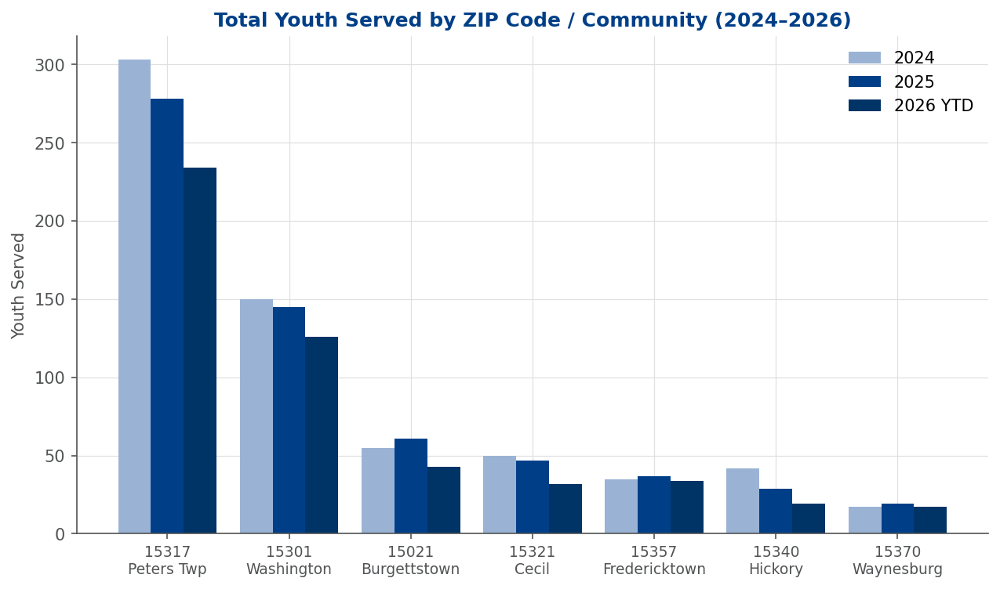 Total Youth Served by ZIP Code / Community (2024–2026)
2024
2025
2026 YTD
Youth Served
300
250
200
150
100
50
0
15317
Peters Twp
15301
Washington
15021
Burgettstown
15321
Cecil
15357
Fredericktown
15340
Hickory
15370
Waynesburg